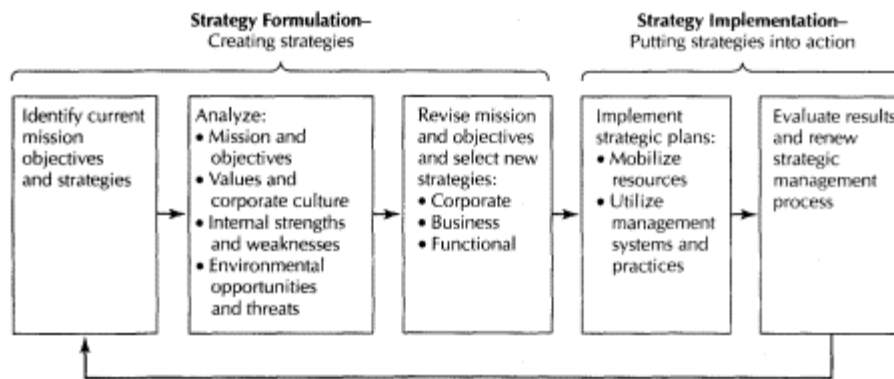 Strategy Formulation–
Creating strategies
Strategy Implementation–
Putting strategies into action
Identify current
mission
objectives
and strategies
Analyze:
• Mission and
objectives
• Values and
corporate culture
• Internal strengths
and weaknesses
• Environmental
opportunities
and threats
Revise mission
and objectives
and select new
strategies:
• Corporate
• Business
• Functional
Implement
strategic plans:
• Mobilize
resources
• Utilize
management
systems and
practices
Evaluate results
and renew
strategic
management
process